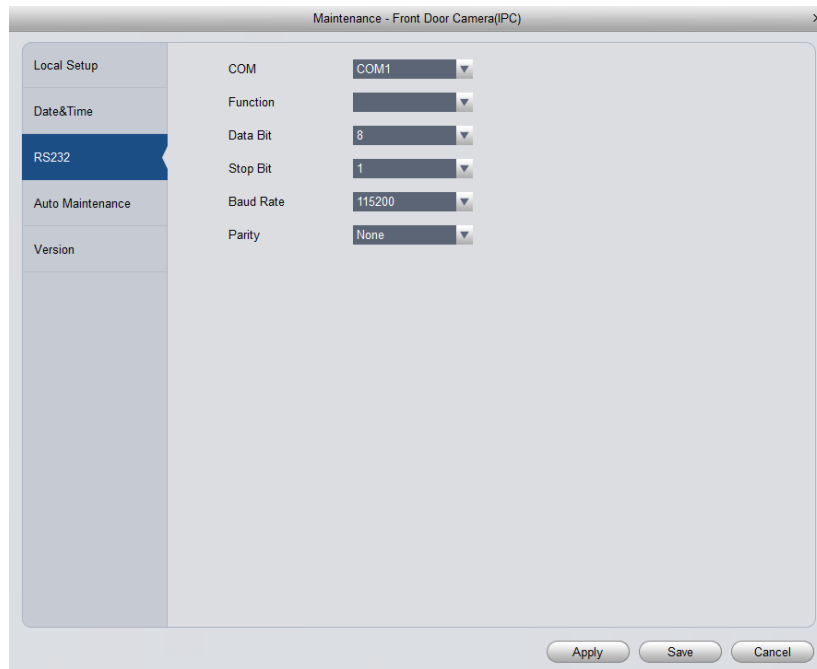 Maintenance - Front Door Camera(IPC)
Local Setup
Date&Time
RS232
Auto Maintenance
Version
COM COM1
Function
Data Bit 8
Stop Bit 1
Baud Rate 115200
Parity None
Apply Save Cancel